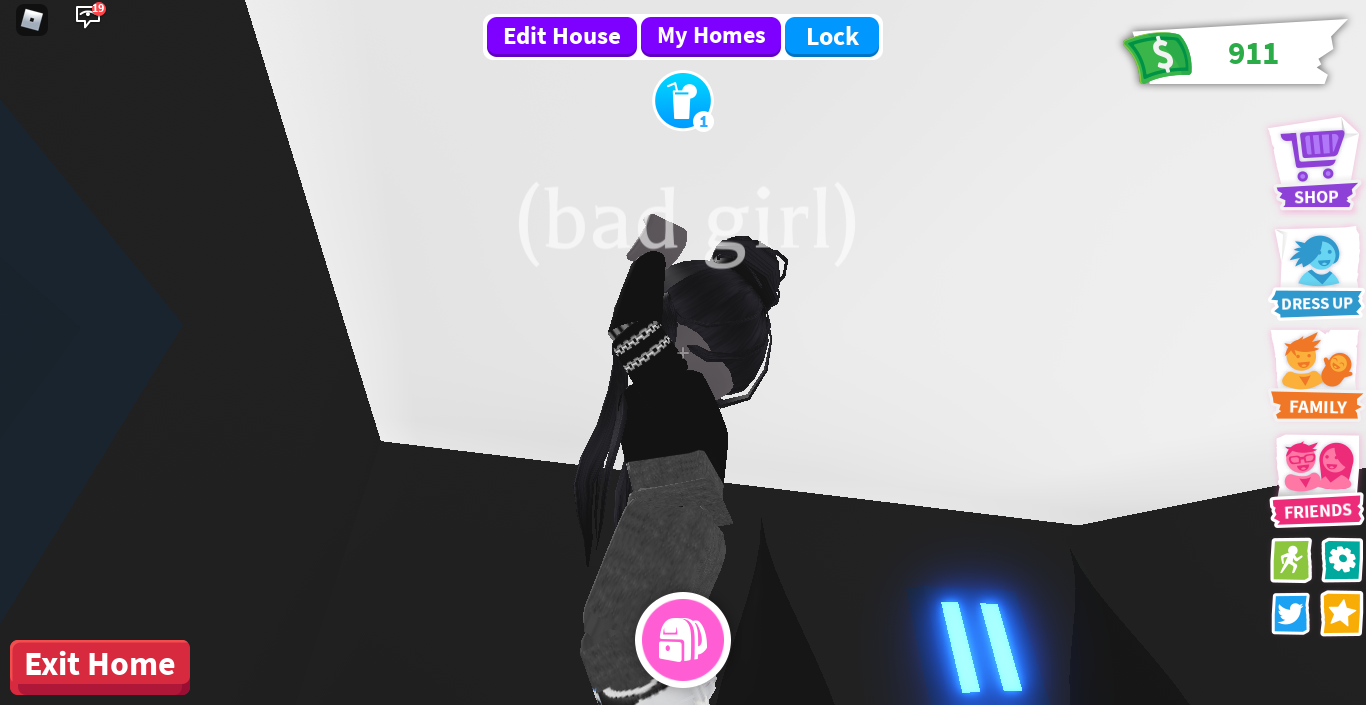 19
Edit House
My Homes
Lock
$
911
1
(bad girl)
SHOP
DRESS UP
FAMILY
FRIENDS
Exit Home